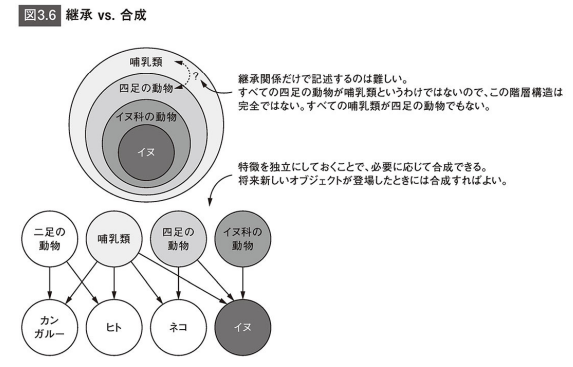 図3.6 継承 vs. 合成
哺乳類
?
四足の動物
イヌ科の動物
イヌ
継承関係だけで記述するのは難しい。
すべての四足の動物が哺乳類というわけではないので、この階層構造は
完全ではない。すべての哺乳類が四足の動物でもない。
特徴を独立にしておくことで、必要に応じて合成できる。
将来新しいオブジェクトが登場したときには合成すればよい。
二足の
動物
哺乳類
四足の
動物
イヌ科の
動物
カン
ガルー
ヒト
ネコ
イヌ